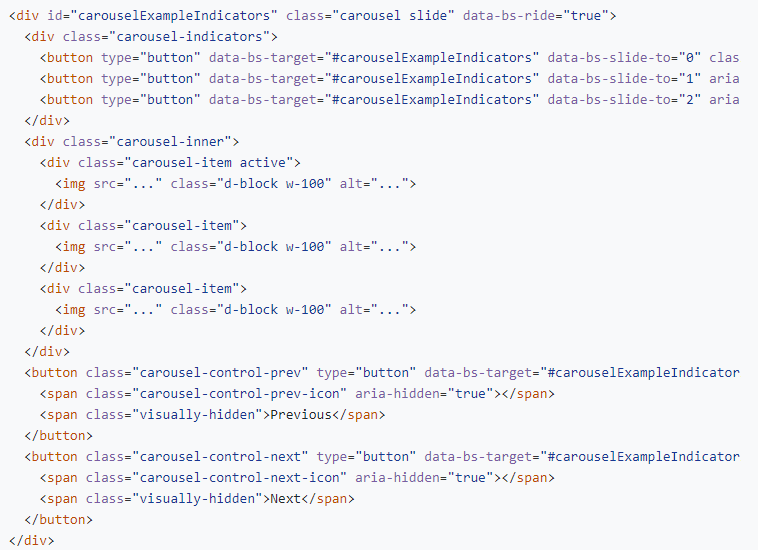 <div id="carouselExampleIndicators" class="carousel slide" data-bs-ride="true">
  <div class="carousel-indicators">
    <button type="button" data-bs-target="#carouselExampleIndicators" data-bs-slide-to="0" clas
    <button type="button" data-bs-target="#carouselExampleIndicators" data-bs-slide-to="1" aria
    <button type="button" data-bs-target="#carouselExampleIndicators" data-bs-slide-to="2" aria
  </div>
  <div class="carousel-inner">
    <div class="carousel-item active">
      <img src="..." class="d-block w-100" alt="...">
    </div>
    <div class="carousel-item">
      <img src="..." class="d-block w-100" alt="...">
    </div>
    <div class="carousel-item">
      <img src="..." class="d-block w-100" alt="...">
    </div>
  </div>
  <button class="carousel-control-prev" type="button" data-bs-target="#carouselExampleIndicator
    <span class="carousel-control-prev-icon" aria-hidden="true"></span>
    <span class="visually-hidden">Previous</span>
  </button>
  <button class="carousel-control-next" type="button" data-bs-target="#carouselExampleIndicator
    <span class="carousel-control-next-icon" aria-hidden="true"></span>
    <span class="visually-hidden">Next</span>
  </button>
</div>